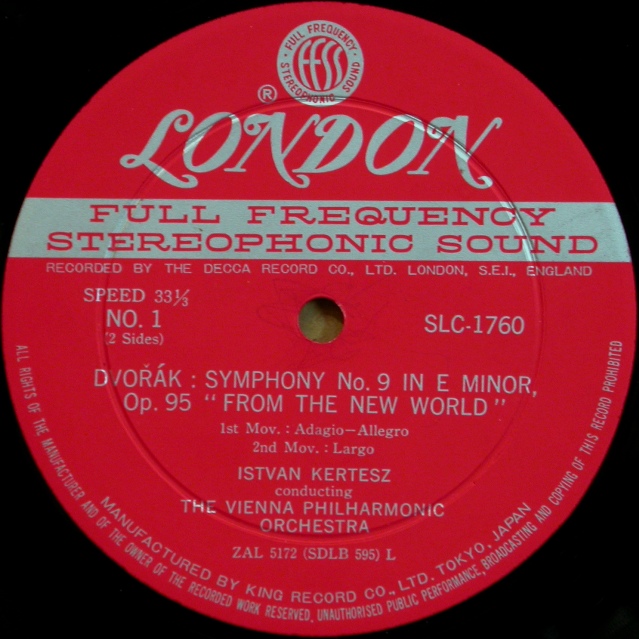 FULL FREQUENCY
STEREOPHONIC SOUND
FFSS
®
LONDON
FULL FREQUENCY
STEREOPHONIC SOUND
RECORDED BY THE DECCA RECORD CO., LTD. LONDON, S.E.I., ENGLAND
SPEED 33⅓
NO. 1
(2 Sides)
SLC-1760
DVOŘÁK : SYMPHONY No. 9 IN E MINOR,
Op. 95 “ FROM THE NEW WORLD ”
1st Mov. : Adagio—Allegro
2nd Mov. : Largo
ISTVAN KERTESZ
conducting
THE VIENNA PHILHARMONIC
ORCHESTRA
ZAL 5172 (SDLB 595) L
MANUFACTURED BY KING RECORD CO., LTD. TOKYO. JAPAN
ALL RIGHTS OF THE MANUFACTURER AND OF THE OWNER OF THE RECORDED WORK RESERVED, UNAUTHORISED PUBLIC PERFORMANCE, BROADCASTING AND COPYING OF THIS RECORD PROHIBITED